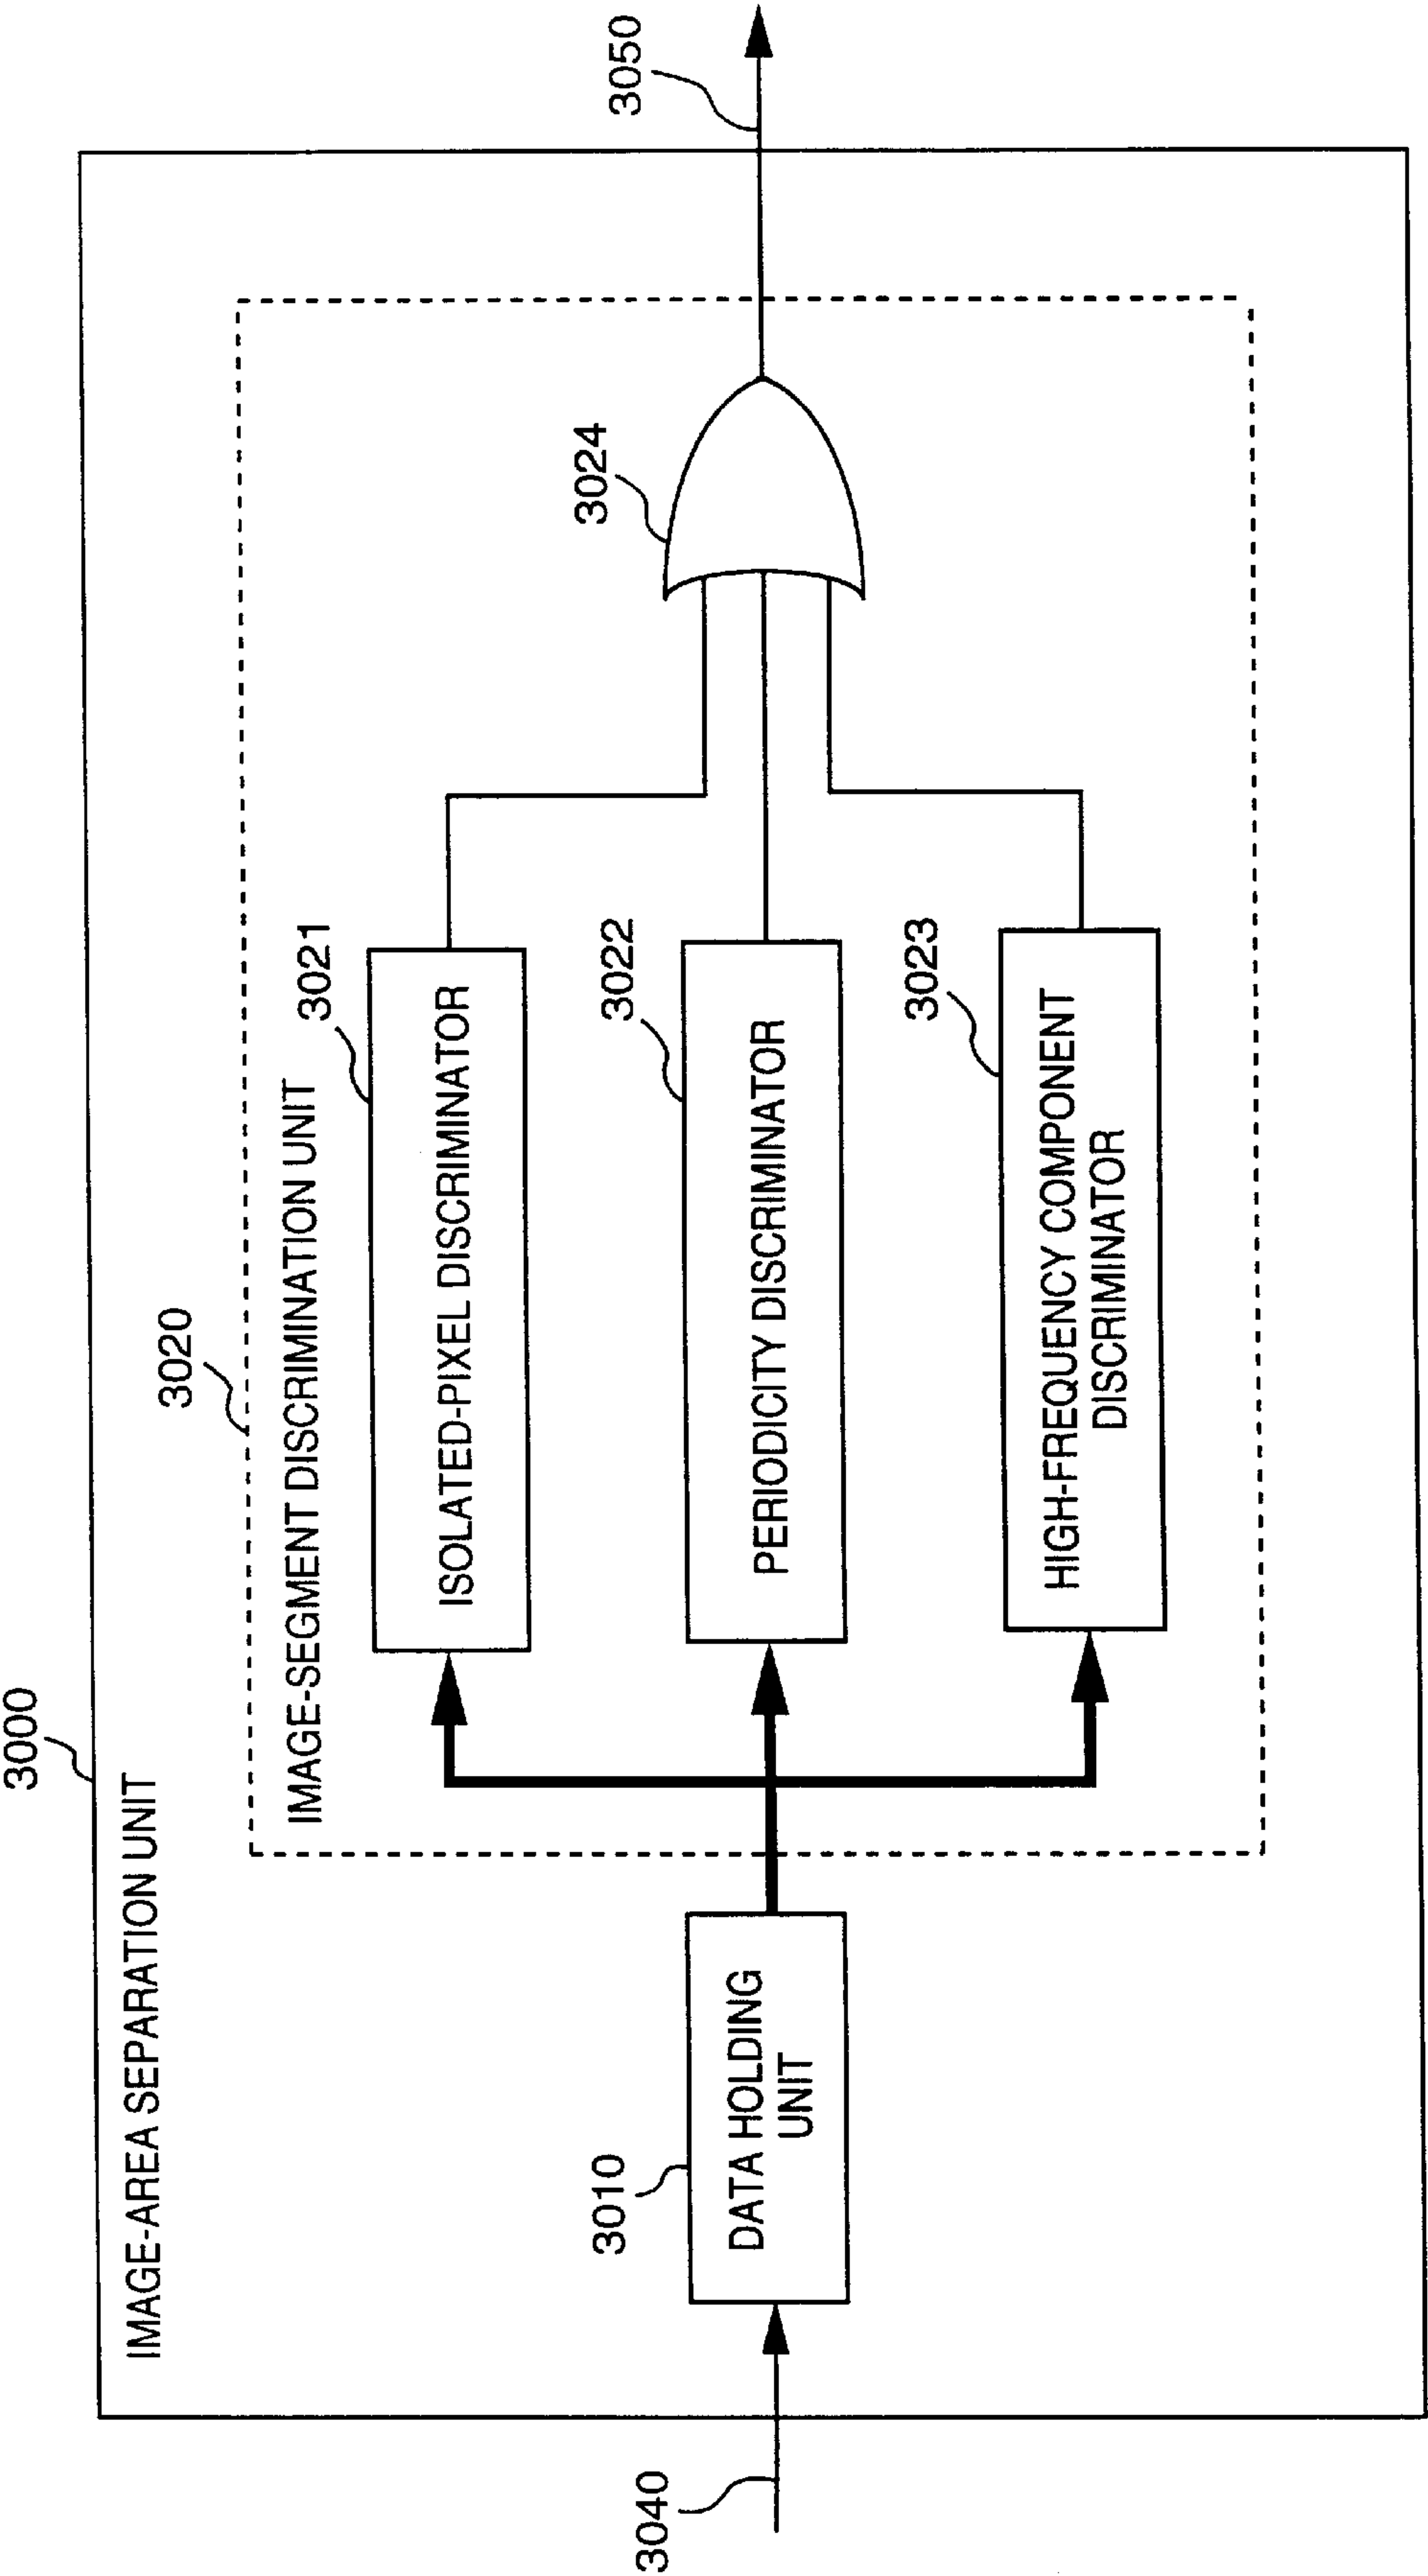 3000
IMAGE-AREA SEPARATION UNIT
3020
IMAGE-SEGMENT DISCRIMINATION UNIT
3021
ISOLATED-PIXEL DISCRIMINATOR
3024
3050
3040
3010
DATA HOLDING
UNIT
3022
PERIODICITY DISCRIMINATOR
3023
HIGH-FREQUENCY COMPONENT
DISCRIMINATOR